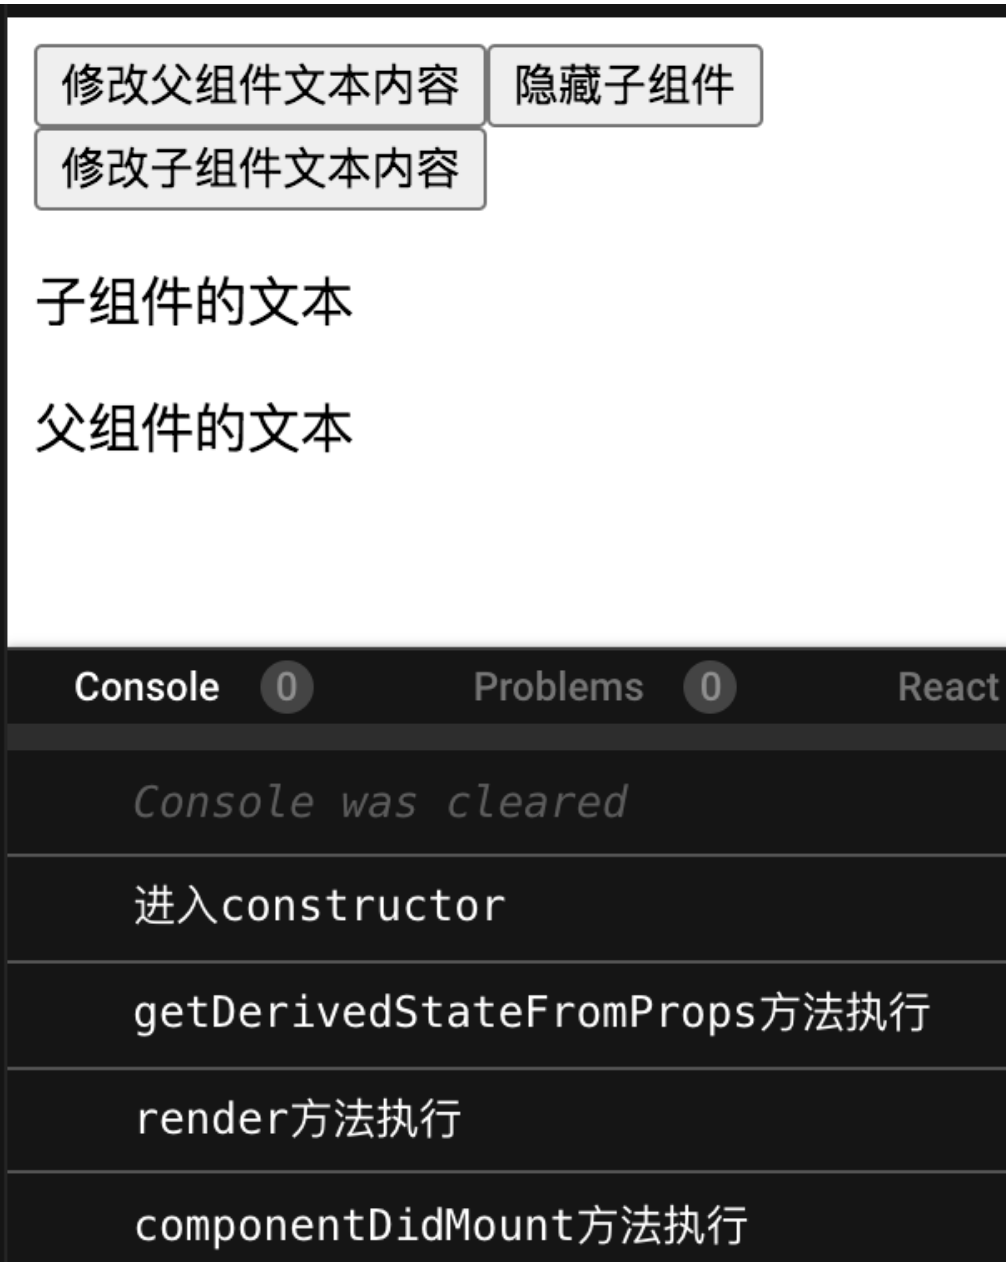 修改父组件文本内容 隐藏子组件
修改子组件文本内容
子组件的文本
父组件的文本
Console 0 Problems 0 React
Console was cleared
进入constructor
getDerivedStateFromProps方法执行
render方法执行
componentDidMount方法执行